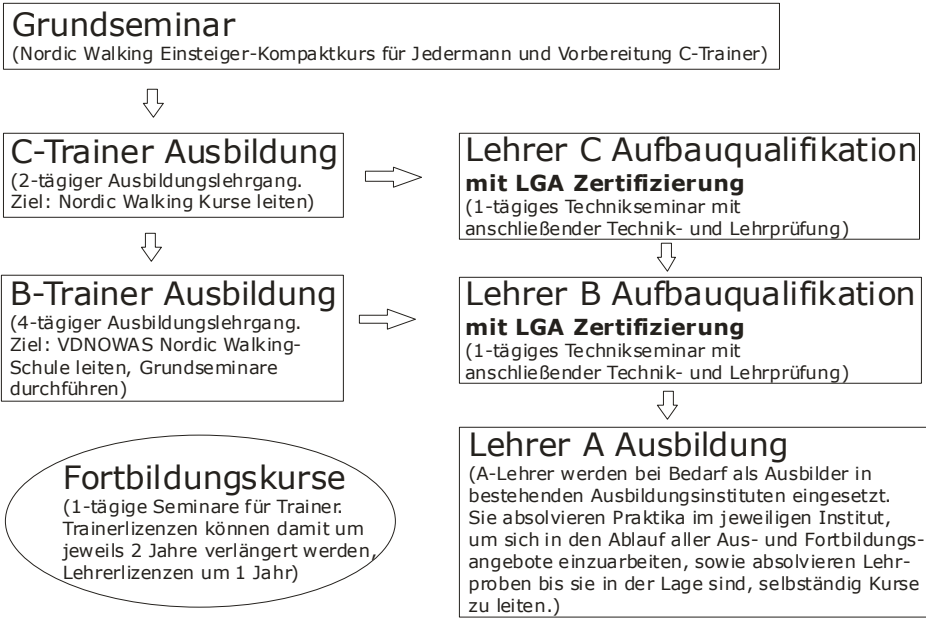 Grundseminar
(Nordic Walking Einsteiger-Kompaktkurs für Jedermann und Vorbereitung C-Trainer)
C-Trainer Ausbildung
(2-tägiger Ausbildungslehrgang.
Ziel: Nordic Walking Kurse leiten)
Lehrer C Aufbauqualifikation
mit LGA Zertifizierung
(1-tägiges Technikseminar mit
anschließender Technik- und Lehrprüfung)
B-Trainer Ausbildung
(4-tägiger Ausbildungslehrgang.
Ziel: VDNOWAS Nordic Walking-
Schule leiten, Grundseminare
durchführen)
Lehrer B Aufbauqualifikation
mit LGA Zertifizierung
(1-tägiges Technikseminar mit
anschließender Technik- und Lehrprüfung)
Fortbildungskurse
(1-tägige Seminare für Trainer.
Trainerlizenzen können damit um
jeweils 2 Jahre verlängert werden,
Lehrerlizenzen um 1 Jahr)
Lehrer A Ausbildung
(A-Lehrer werden bei Bedarf als Ausbilder in
bestehenden Ausbildungsinstituten eingesetzt.
Sie absolvieren Praktika im jeweiligen Institut,
um sich in den Ablauf aller Aus- und Fortbildungs-
angebote einzuarbeiten, sowie absolvieren Lehr-
proben bis sie in der Lage sind, selbständig Kurse
zu leiten.)